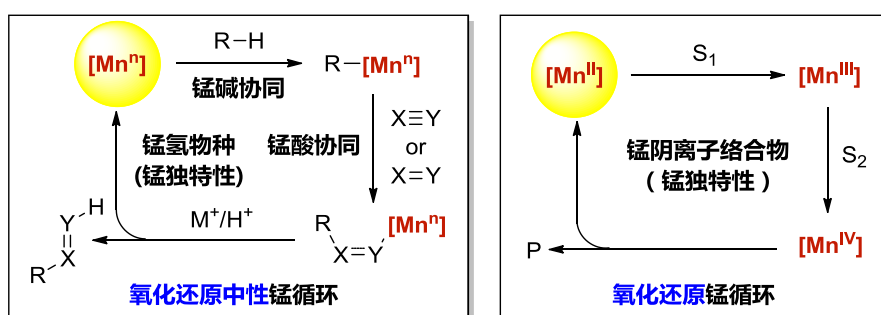 [Mnⁿ]
R–H
锰碱协同
R–[Mnⁿ]
锰氢物种
(锰独特性)
锰酸协同
X≡Y
or
X=Y
R
X=Y
[Mnⁿ]
M⁺/H⁺
H
Y
X
R
氧化还原中性锰循环
[Mnᴵᴵ]
S₁
[Mnᴵᴵᴵ]
锰阴离子络合物
(锰独特性)
S₂
[Mnᴵⱽ]
P
氧化还原锰循环